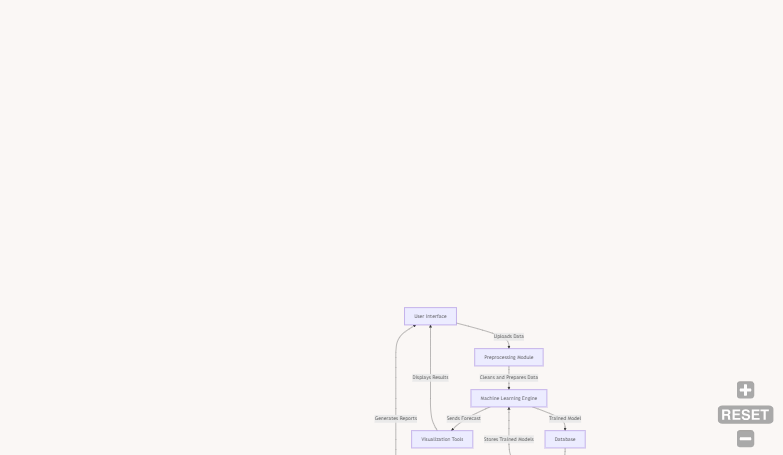 User Interface
Uploads Data
Preprocessing Module
Displays Results
Cleans and Prepares Data
Machine Learning Engine
Generates Reports
Sends Forecast
Trained Model
Visualization Tools
Stores Trained Models
Database
RESET